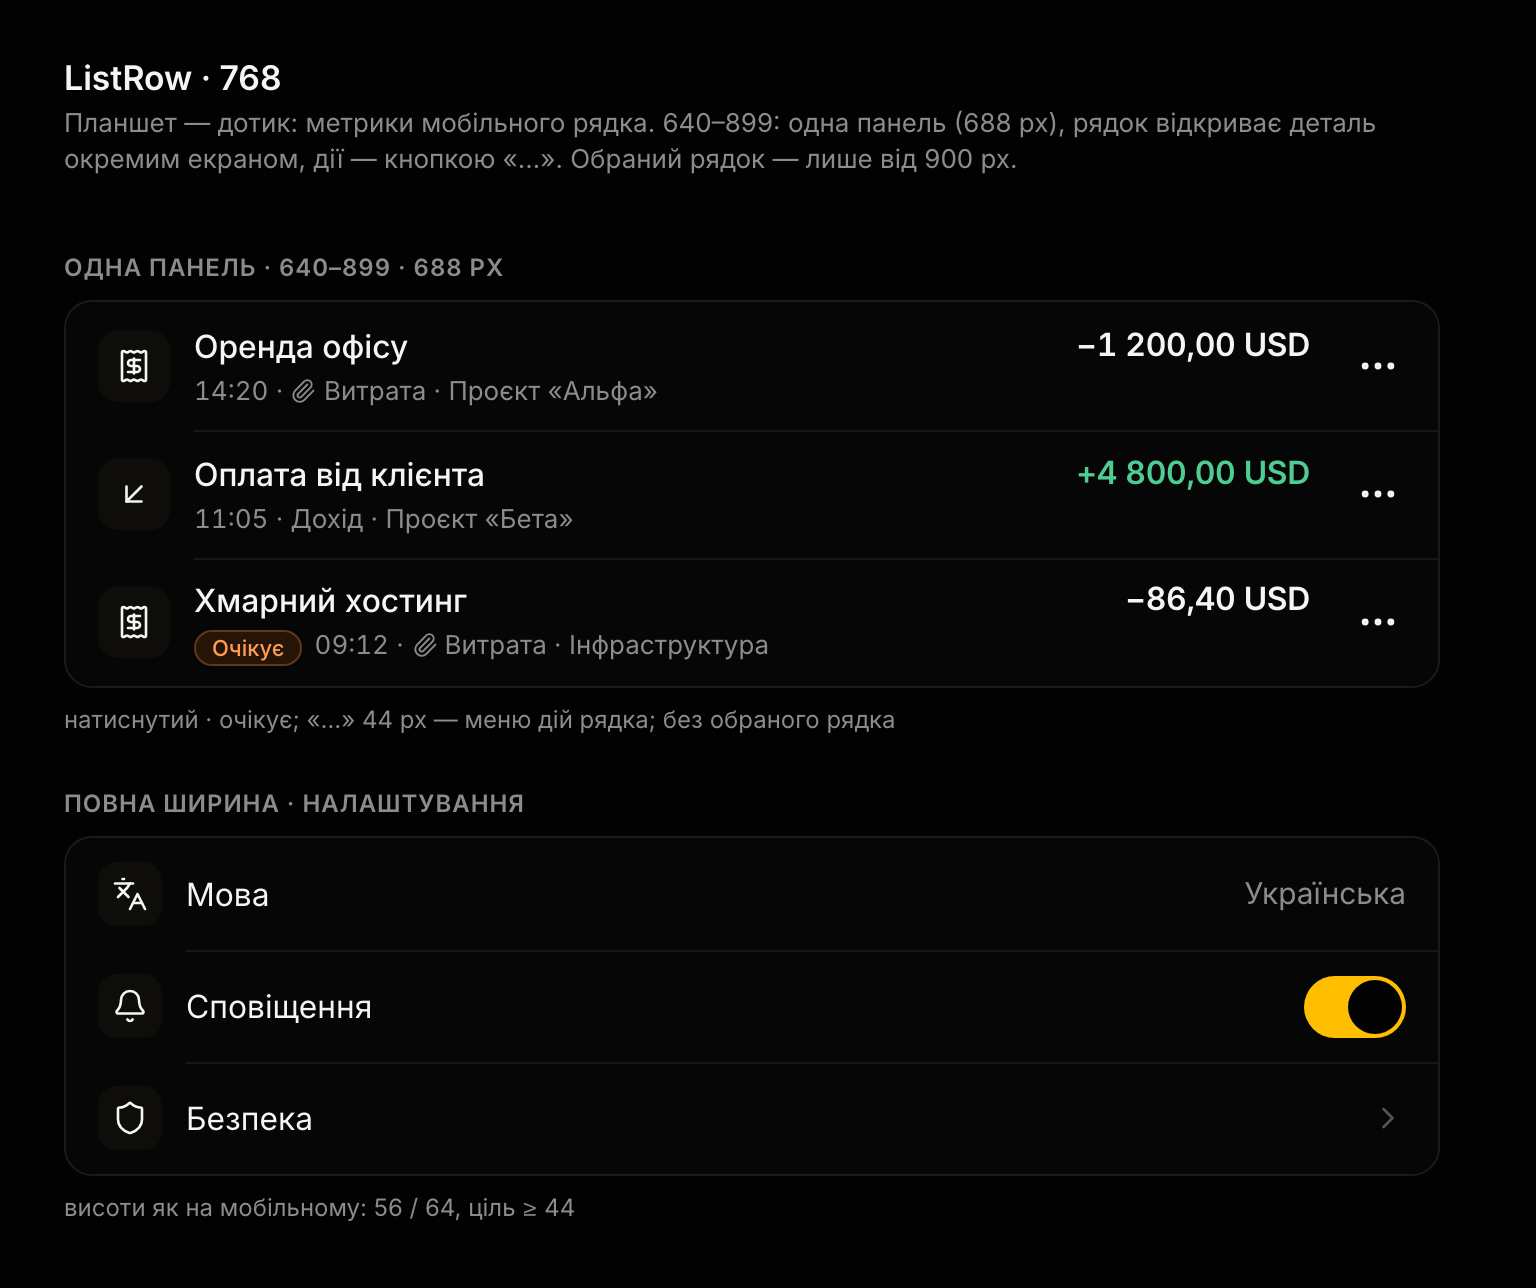 ListRow · 768
Планшет — дотик: метрики мобільного рядка. 640–899: одна панель (688 px), рядок відкриває деталь
окремим екраном, дії — кнопкою «…». Обраний рядок — лише від 900 px.
ОДНА ПАНЕЛЬ · 640–899 · 688 PX
Оренда офісу
−1 200,00 USD
14:20 · Витрата · Проєкт «Альфа»
Оплата від клієнта
+4 800,00 USD
11:05 · Дохід · Проєкт «Бета»
Хмарний хостинг
−86,40 USD
Очікує 09:12 · Витрата · Інфраструктура
натиснутий · очікує; «…» 44 px — меню дій рядка; без обраного рядка
ПОВНА ШИРИНА · НАЛАШТУВАННЯ
Мова
Українська
Сповіщення
Безпека
висоти як на мобільному: 56 / 64, ціль ≥ 44